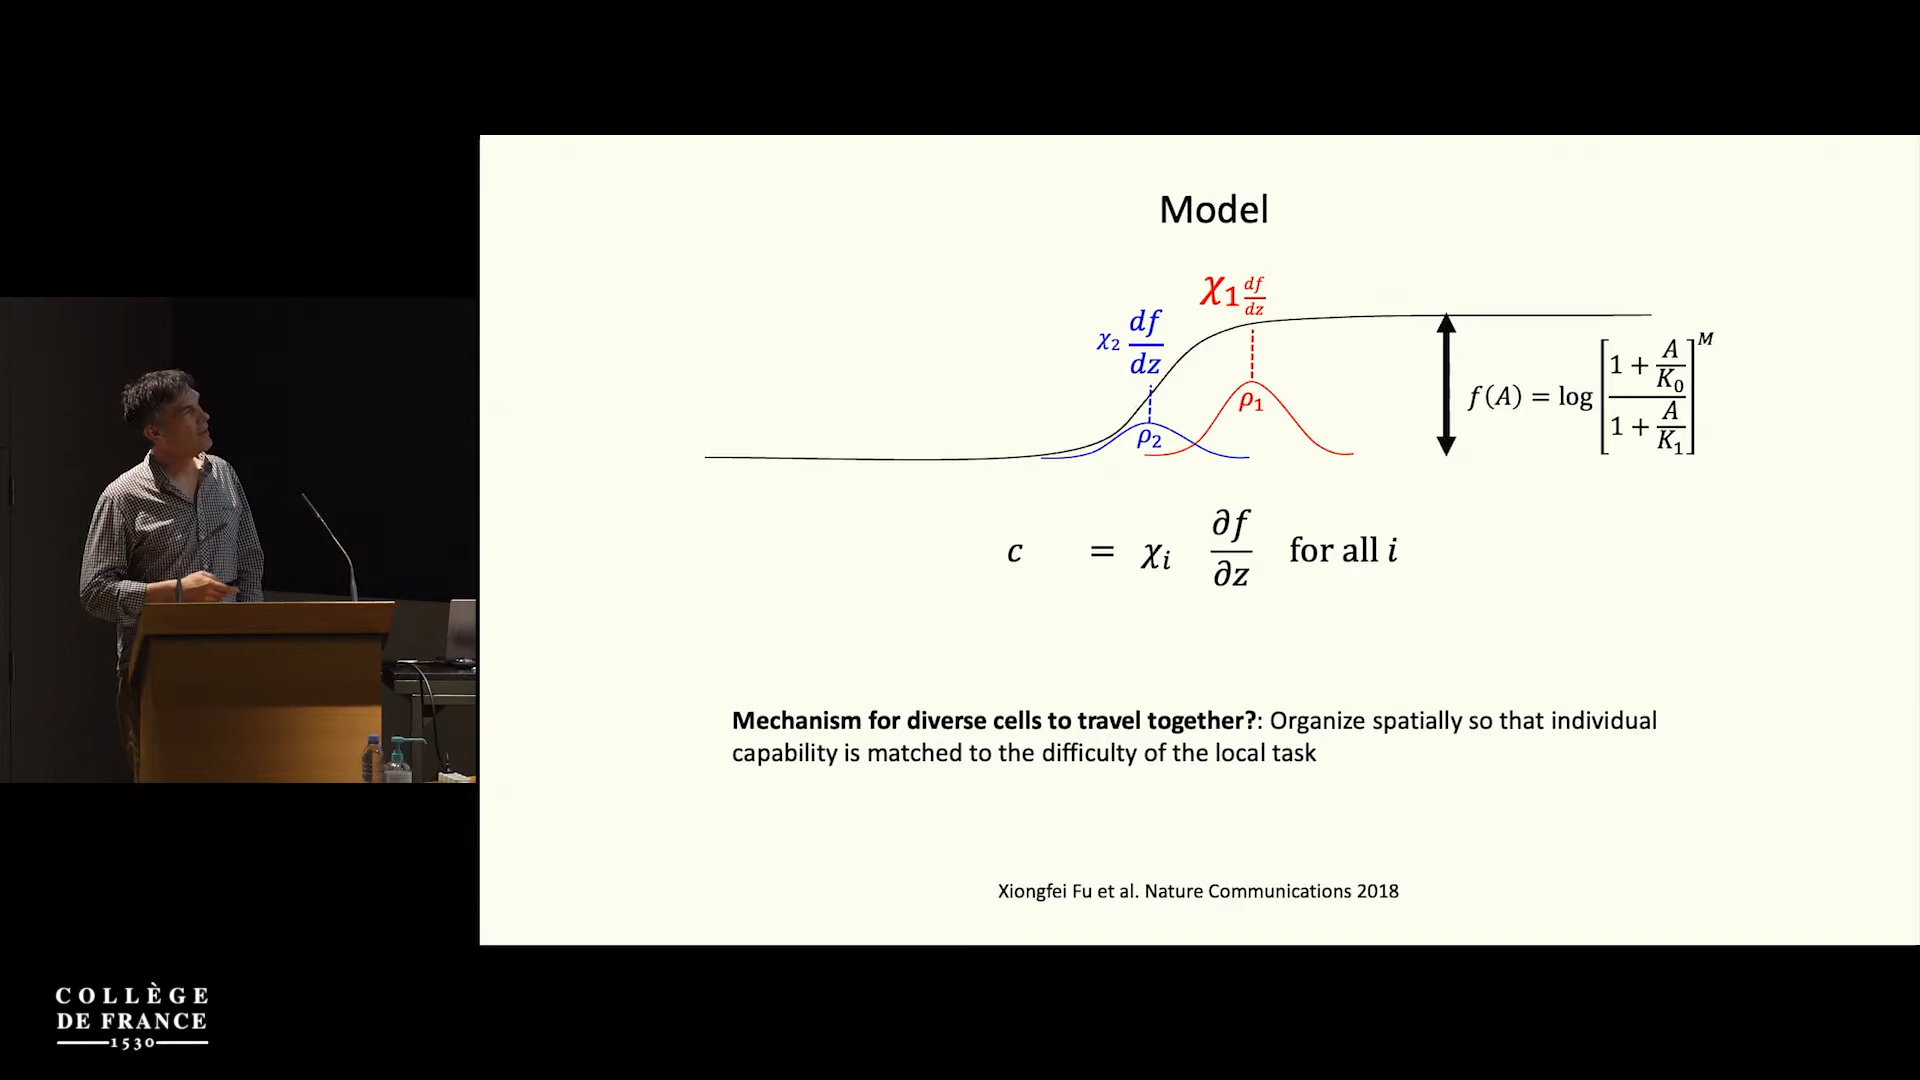 Model
χ₁ df/dz
χ₂ df/dz
ρ₁
ρ₂
f(A) = log [(1 + A/K₀)/(1 + A/K₁)]^M
c = χᵢ ∂f/∂z for all i
Mechanism for diverse cells to travel together?: Organize spatially so that individual
capability is matched to the difficulty of the local task
Xiongfei Fu et al. Nature Communications 2018
COLLÈGE
DE FRANCE
1530